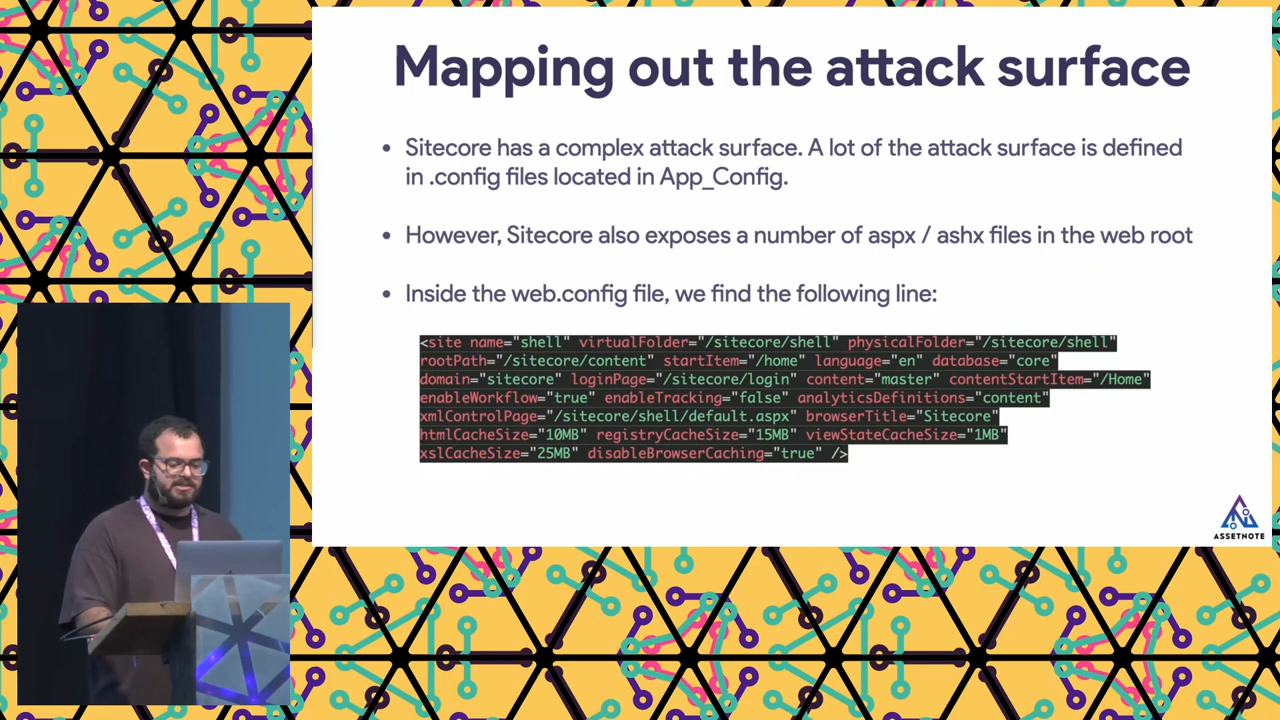 Mapping out the attack surface
• Sitecore has a complex attack surface. A lot of the attack surface is defined
in .config files located in App_Config.
• However, Sitecore also exposes a number of aspx / ashx files in the web root
• Inside the web.config file, we find the following line:
<site name="shell" virtualFolder="/sitecore/shell" physicalFolder="/sitecore/shell"
rootPath="/sitecore/content" startItem="/home" language="en" database="core"
domain="sitecore" loginPage="/sitecore/login" content="master" contentStartItem="/Home"
enableWorkflow="true" enableTracking="false" analyticsDefinitions="content"
xmlControlPage="/sitecore/shell/default.aspx" browserTitle="Sitecore"
htmlCacheSize="10MB" registryCacheSize="15MB" viewStateCacheSize="1MB"
xslCacheSize="25MB" disableBrowserCaching="true" />
ASSETNOTE